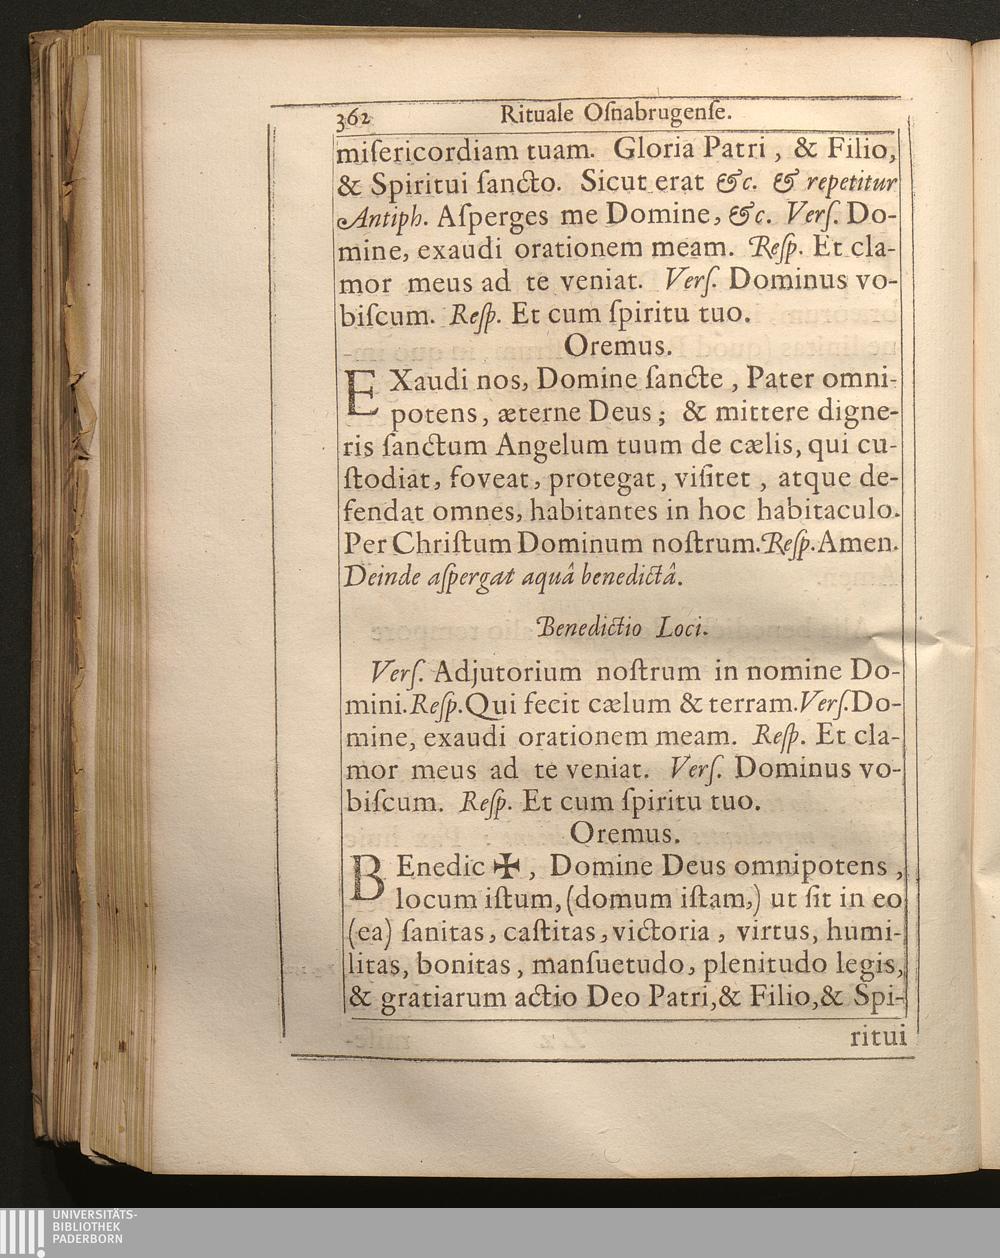 362 Rituale Oſnabrugenſe.
miſericordiam tuam. Gloria Patri, & Filio,
& Spiritui ſancto. Sicut erat &c. & repetitur
Antiph. Aſperges me Domine, &c. Verſ. Do-
mine, exaudi orationem meam. Reſp. Et cla-
mor meus ad te veniat. Verſ. Dominus vo-
biſcum. Reſp. Et cum ſpiritu tuo.
Oremus.
EXaudi nos, Domine ſancte, Pater omni-
potens, æterne Deus; & mittere digne-
ris ſanctum Angelum tuum de cælis, qui cu-
ſtodiat, foveat, protegat, viſitet, atque de-
fendat omnes, habitantes in hoc habitaculo.
Per Chriſtum Dominum noſtrum. Reſp. Amen.
Deinde aſpergat aquâ benedictâ.
Benedictio Loci.
Verſ. Adjutorium noſtrum in nomine Do-
mini. Reſp. Qui fecit cælum & terram. Verſ. Do-
mine, exaudi orationem meam. Reſp. Et cla-
mor meus ad te veniat. Verſ. Dominus vo-
biſcum. Reſp. Et cum ſpiritu tuo.
Oremus.
BEnedic ✠, Domine Deus omnipotens,
locum iſtum, (domum iſtam,) ut ſit in eo
(ea) ſanitas, caſtitas, victoria, virtus, humi-
litas, bonitas, manſuetudo, plenitudo legis,
& gratiarum actio Deo Patri, & Filio, & Spi-
ritui
UNIVERSITÄTS-
BIBLIOTHEK
PADERBORN